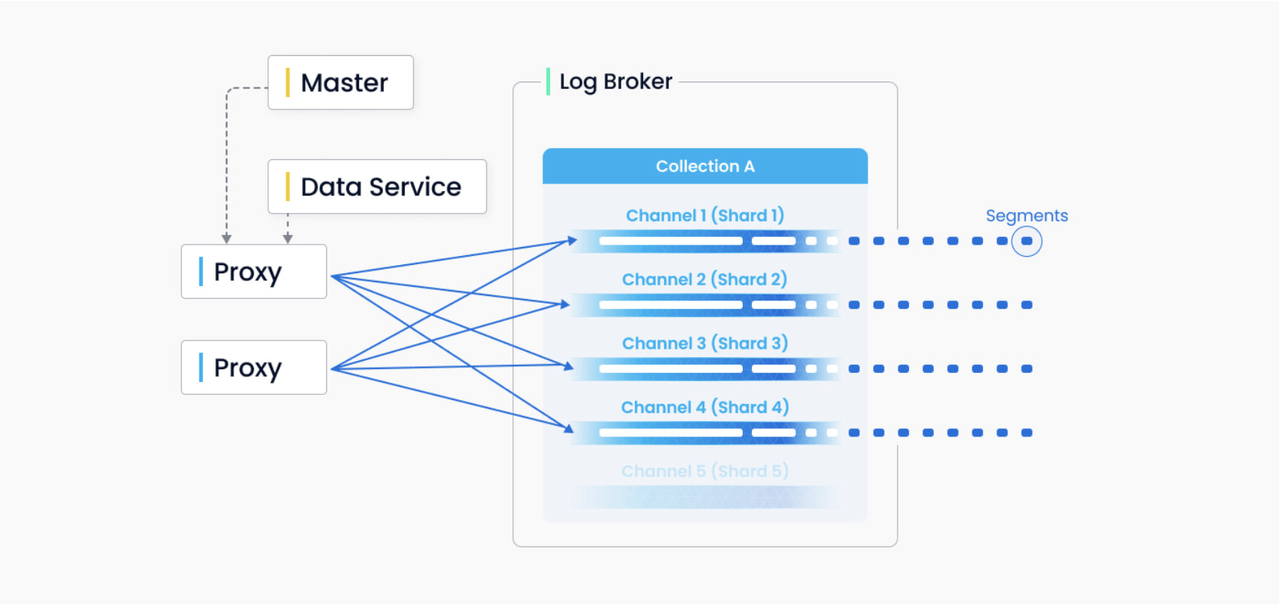 Master
Log Broker
Data Service
Collection A
Proxy
Proxy
Channel 1 (Shard 1)
Channel 2 (Shard 2)
Channel 3 (Shard 3)
Channel 4 (Shard 4)
Channel 5 (Shard 5)
Segments